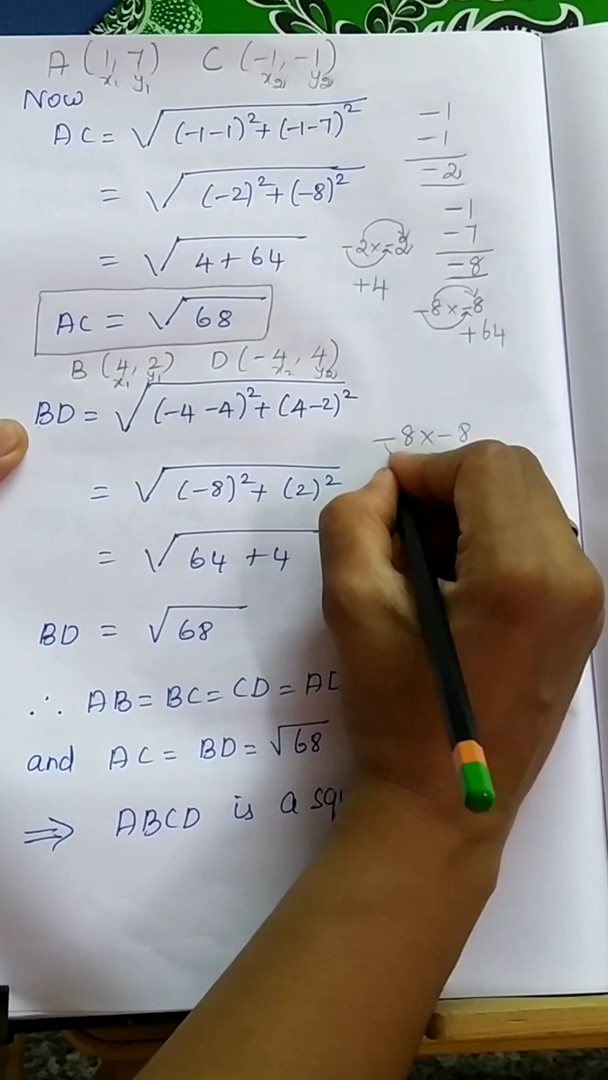 A (1, 7) C (-1, -1)
x₁ y₁ x₂ y₂
Now
AC = √(-1-1)² + (-1-7)²
= √(-2)² + (-8)²
= √4 + 64
AC = √68
B (4, 2) D (-4, 4)
x₁ y₁ x₂ y₂
BD = √(-4 -4)² + (4-2)²
= √(-8)² + (2)²
= √64 + 4
BD = √68
∴ AB = BC = CD =
and AC = BD = √68
⇒ ABCD is a
-1
-1
-2
-1
-7
-8
-2 × -2
+4
-8 × -8
+64
-8 × -8